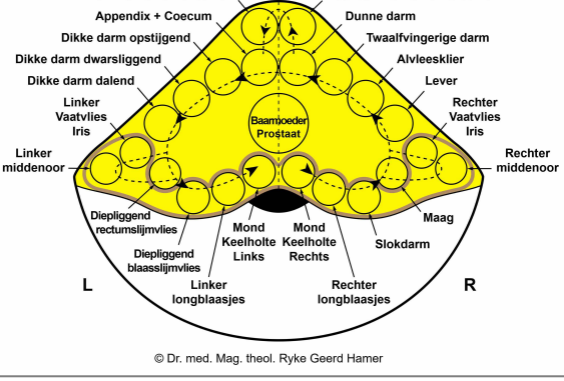 Appendix + Coecum
Dunne darm
Dikke darm opstijgend
Twaalfvingerige darm
Dikke darm dwarsliggend
Alvleesklier
Dikke darm dalend
Lever
Linker
Vaatvlies
Iris
Rechter
Vaatvlies
Iris
Baarmoeder
Prostaat
Linker
middenoor
Rechter
middenoor
Diepliggend
rectumslijmvlies
Maag
Diepliggend
blaasslijmvlies
Mond
Keelholte
Links
Mond
Keelholte
Rechts
Slokdarm
Linker
longblaasjes
Rechter
longblaasjes
L
R
© Dr. med. Mag. theol. Ryke Geerd Hamer